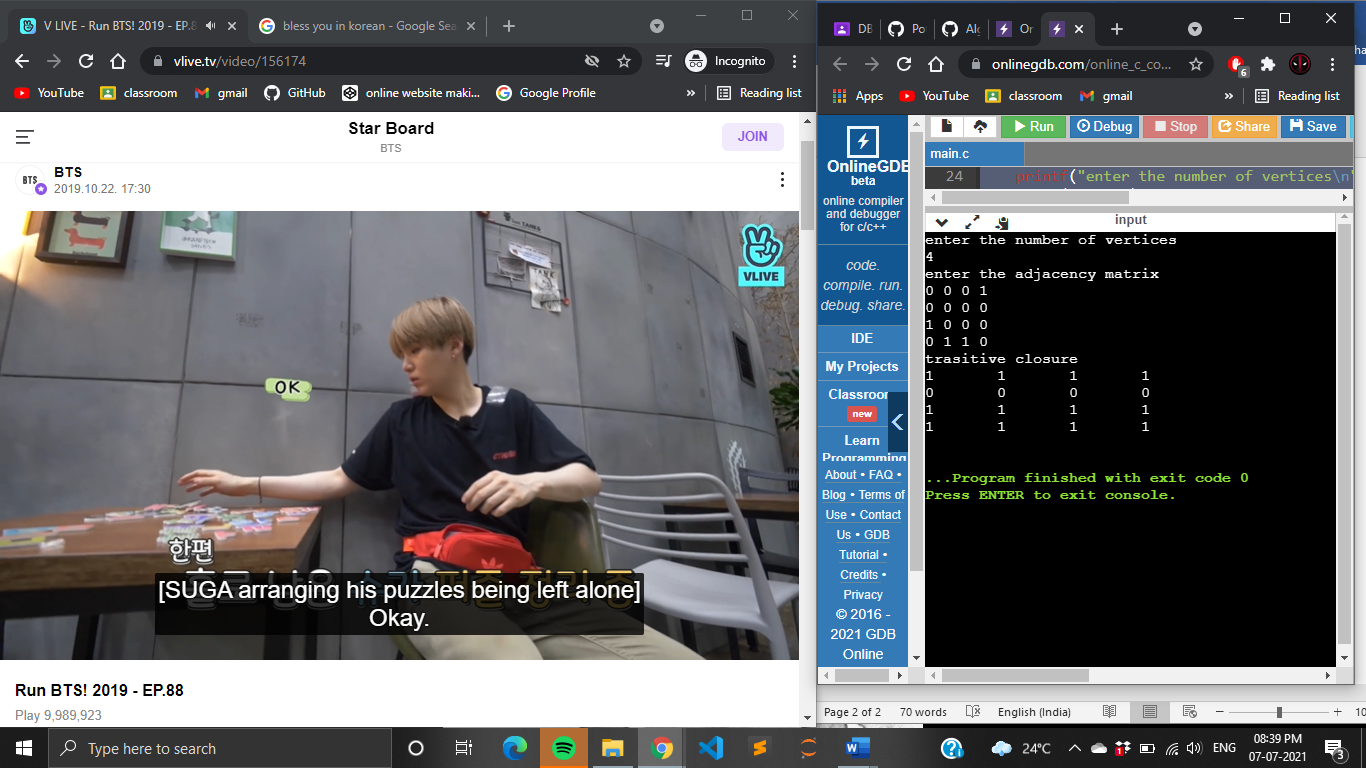 V LIVE - Run BTS! 2019 - EP.8
bless you in korean - Google Sea
vlive.tv/video/156174
Incognito
YouTube
classroom
gmail
GitHub
online website maki...
Google Profile
»
Reading list
Star Board
BTS
JOIN
BTS
BTS
2019.10.22. 17:30
VLIVE
OK
한편
[SUGA arranging his puzzles being left alone]
Okay.
Run BTS! 2019 - EP.88
Play 9,989,923
DB
Po
Alg
On
onlinegdb.com/online_c_co...
6
Apps
YouTube
classroom
gmail
»
Reading list
OnlineGDB
beta
online compiler
and debugger
for c/c++
code.
compile. run.
debug. share.
IDE
My Projects
Classroom
new
Learn
Programming
About • FAQ •
Blog • Terms of
Use • Contact
Us • GDB
Tutorial •
Credits •
Privacy
© 2016 -
2021 GDB
Online
Run
Debug
Stop
Share
Save
main.c
24 printf("enter the number of vertices\n"
input
enter the number of vertices
4
enter the adjacency matrix
0 0 0 1
0 0 0 0
1 0 0 0
0 1 1 0
trasitive closure
1 1 1 1
0 0 0 0
1 1 1 1
1 1 1 1
...Program finished with exit code 0
Press ENTER to exit console.
Page 2 of 2
70 words
English (India)
10
Type here to search
24°C
ENG
08:39 PM
07-07-2021
3